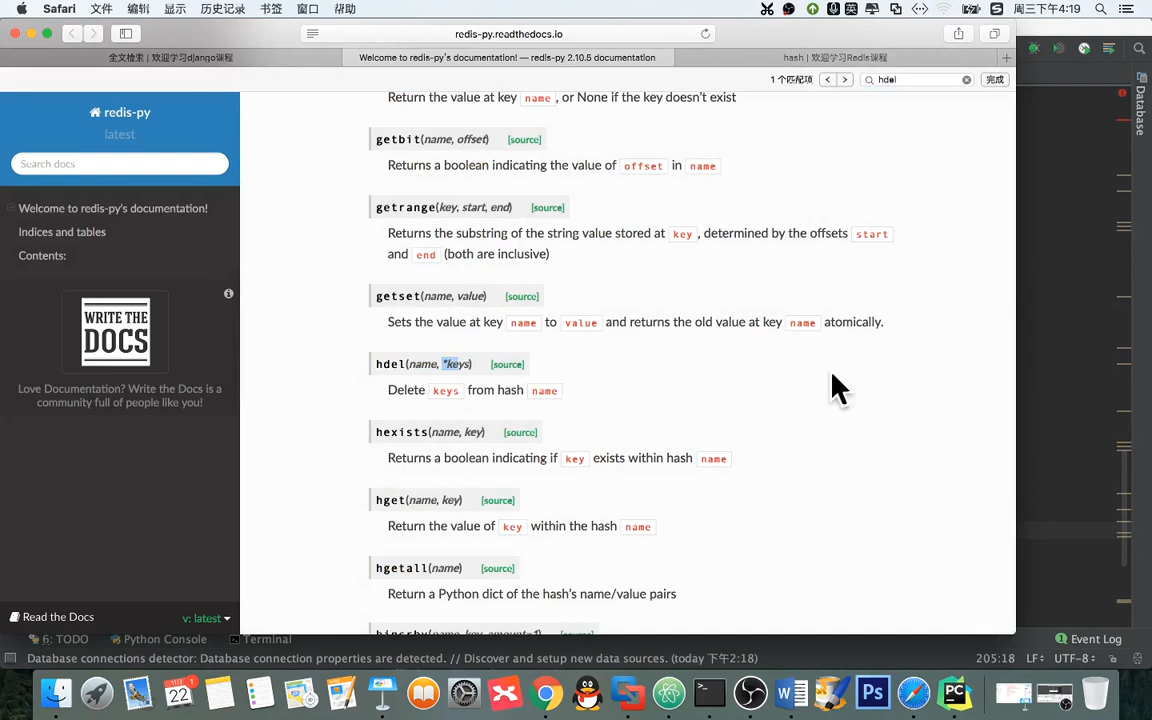 Safari 文件 编辑 显示 历史记录 书签 窗口 帮助 周三下午4:19
redis-py.readthedocs.io
全文检索 | 欢迎学习django课程 Welcome to redis-py's documentation! — redis-py 2.10.5 documentation hash | 欢迎学习Redis课程
1 个匹配项 hdel 完成
redis-py
latest
Search docs
Welcome to redis-py's documentation!
Indices and tables
Contents:
WRITE THE DOCS
Love Documentation? Write the Docs is a
community full of people like you!
Read the Docs v: latest
Return the value at key name, or None if the key doesn't exist
getbit(name, offset) [source]
Returns a boolean indicating the value of offset in name
getrange(key, start, end) [source]
Returns the substring of the string value stored at key, determined by the offsets start
and end (both are inclusive)
getset(name, value) [source]
Sets the value at key name to value and returns the old value at key name atomically.
hdel(name, *keys) [source]
Delete keys from hash name
hexists(name, key) [source]
Returns a boolean indicating if key exists within hash name
hget(name, key) [source]
Return the value of key within the hash name
hgetall(name) [source]
Return a Python dict of the hash's name/value pairs
hincrby(name, key, amount=1) [source]
Database
6: TODO Python Console Terminal Event Log
Database connections detector: Database connection properties are detected. // Discover and setup new data sources. (today 下午2:18) 205:18 LF UTF-8
22